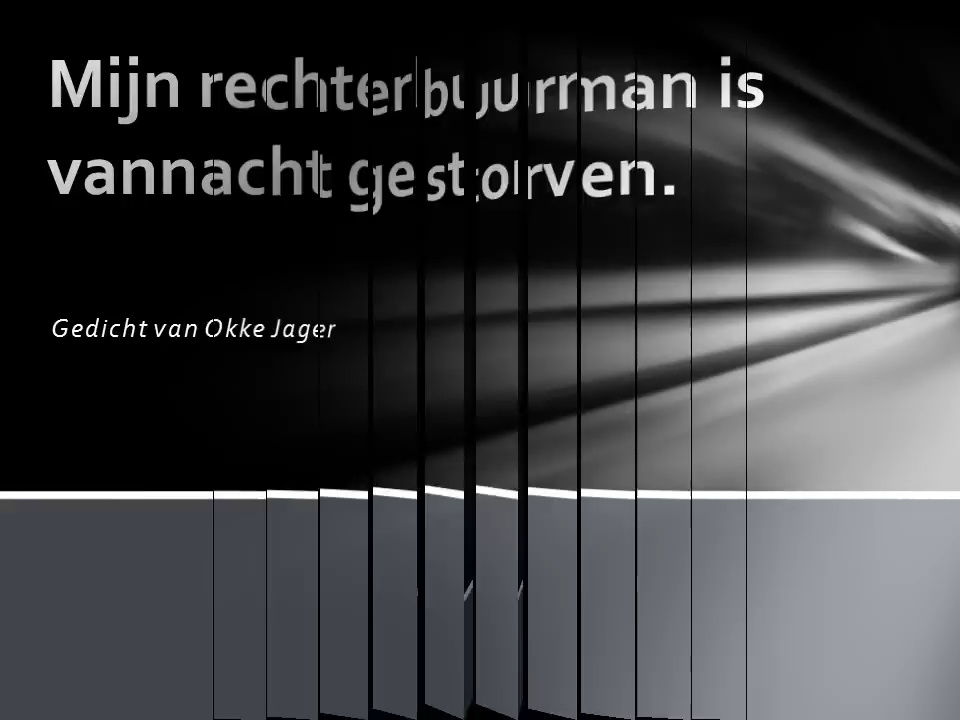 Mijn rechterbuurman is
vannacht gestorven.
Gedicht van Okke Jager